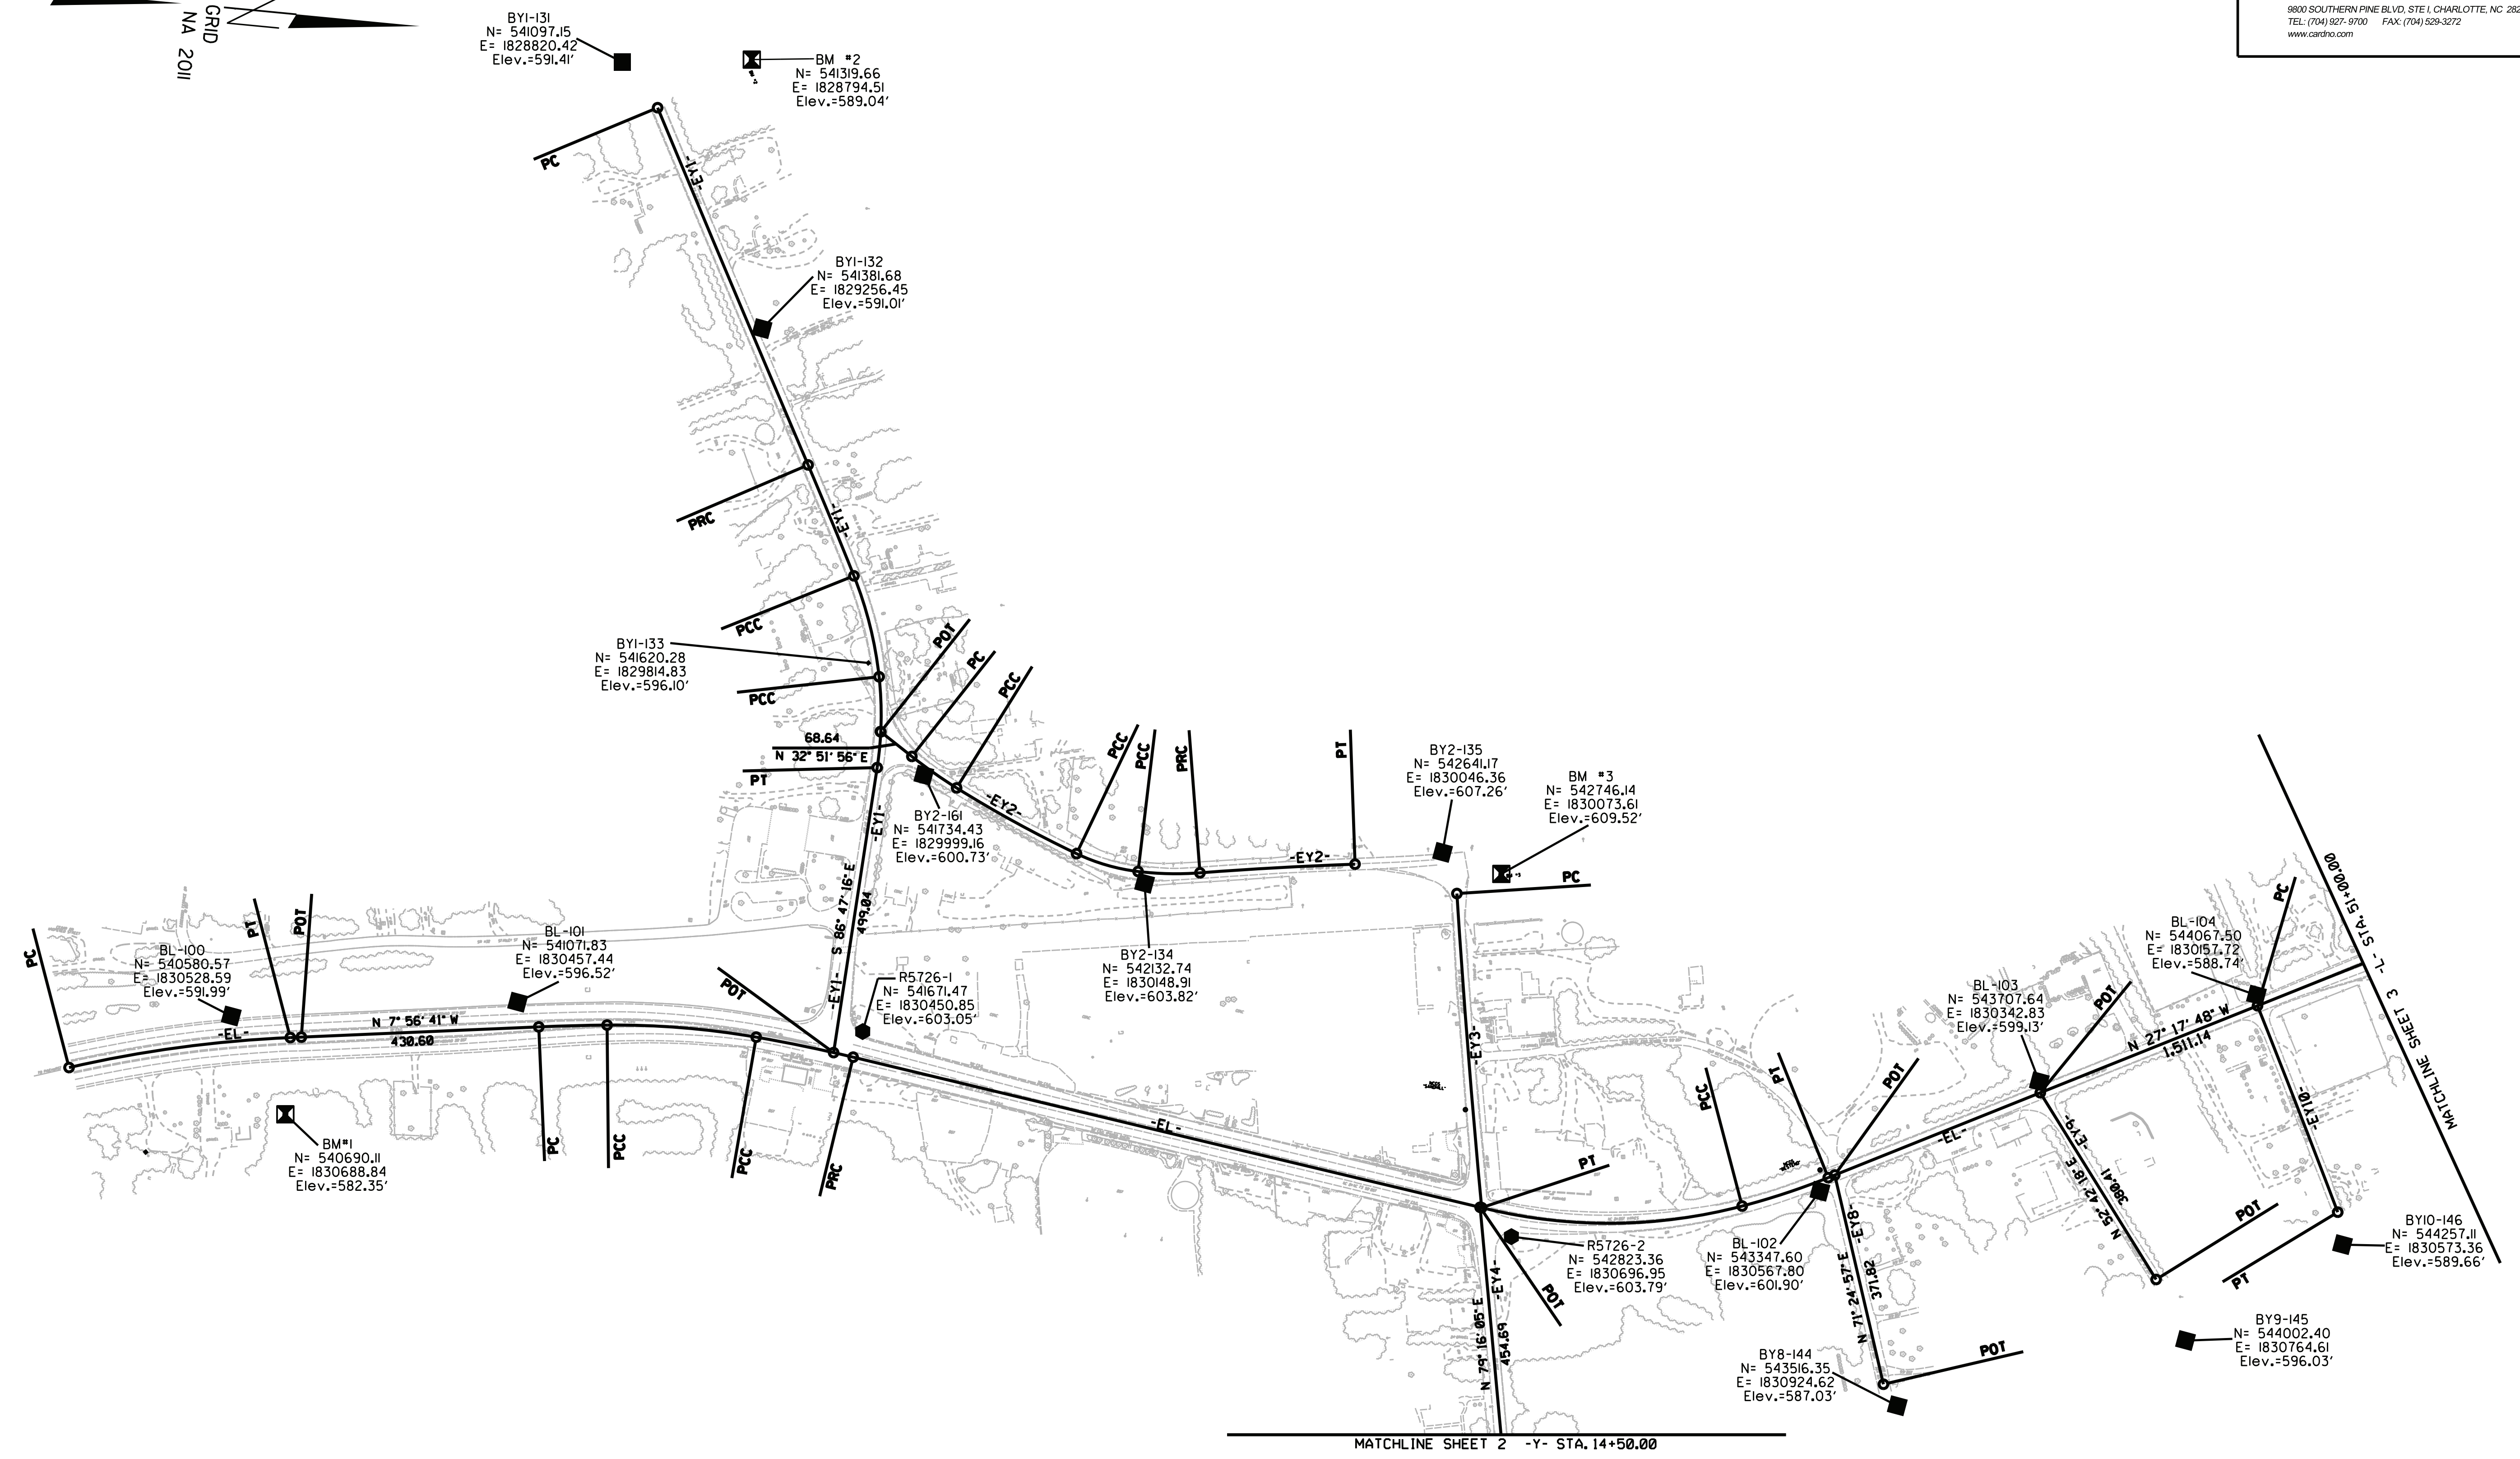 GRID
NA 2011
9800 SOUTHERN PINE BLVD, STE I, CHARLOTTE, NC 282
TEL: (704) 927- 9700 FAX: (704) 529-3272
www.cardno.com
BY1-131
N= 541097.15
E= 1828820.42
Elev.=591.41'
BM #2
N= 541319.66
E= 1828794.51
Elev.=589.04'
PC
-EY1-
BY1-132
N= 541381.68
E= 1829256.45
Elev.=591.01'
PRC
-EY1-
PCC
BY1-133
N= 541620.28
E= 1829814.83
Elev.=596.10'
PCC
POT
PC
PCC
68.64
N 32° 51' 56" E
PT
-EY1-
BY2-161
N= 541734.43
E= 1829999.16
Elev.=600.73'
-EY2-
PCC
PCC
PRC
-EY2-
PT
BY2-135
N= 542641.17
E= 1830046.36
Elev.=607.26'
BM #3
N= 542746.14
E= 1830073.61
Elev.=609.52'
PC
S 86° 47' 16" E
499.04
-EY1-
BY2-134
N= 542132.74
E= 1830148.91
Elev.=603.82'
PC
BL-100
N= 540580.57
E= 1830528.59
Elev.=591.99'
PT
POT
-EL-
N 7° 56' 41" W
430.60
BL-101
N= 541071.83
E= 1830457.44
Elev.=596.52'
POT
R5726-1
N= 541671.47
E= 1830450.85
Elev.=603.05'
BM#1
N= 540690.11
E= 1830688.84
Elev.=582.35'
PC
PCC
PCC
PRC
-EL-
-EY3-
PT
R5726-2
N= 542823.36
E= 1830696.95
Elev.=603.79'
POT
-EY4-
N 79° 16' 05" E
454.69
PCC
PT
POT
BL-102
N= 543347.60
E= 1830567.80
Elev.=601.90'
-EY8-
N 71° 24' 57" E
371.82
BY8-144
N= 543516.35
E= 1830924.62
Elev.=587.03'
POT
-EL-
BL-103
N= 543707.64
E= 1830342.83
Elev.=599.13'
POT
N 27° 17' 48" W
1,511.14
BL-104
N= 544067.50
E= 1830157.72
Elev.=588.74'
PC
-EY9-
N 52° 42' 18" E
380.41
POT
-EY10-
PT
BY10-146
N= 544257.11
E= 1830573.36
Elev.=589.66'
BY9-145
N= 544002.40
E= 1830764.61
Elev.=596.03'
MATCHLINE SHEET 3 -L- STA. 51+00.00
MATCHLINE SHEET 2 -Y- STA. 14+50.00